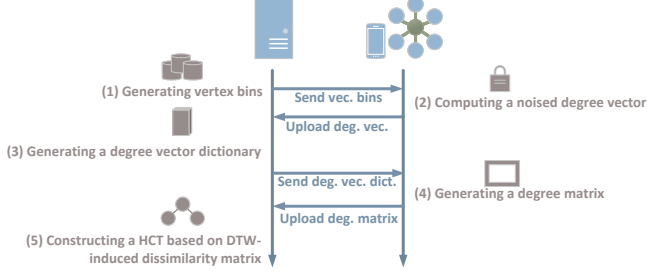 (1) Generating vertex bins
Send vec. bins
(2) Computing a noised degree vector
Upload deg. vec.
(3) Generating a degree vector dictionary
Send deg. vec. dict.
(4) Generating a degree matrix
Upload deg. matrix
(5) Constructing a HCT based on DTW-
induced dissimilarity matrix